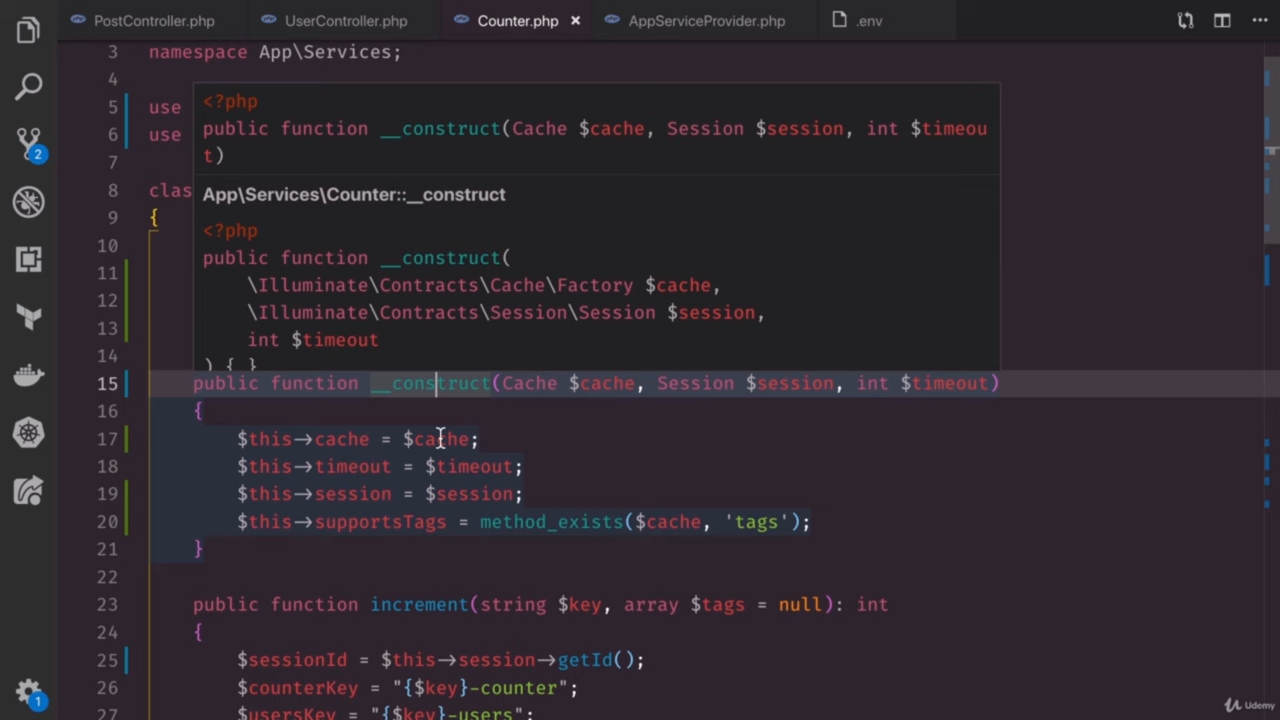 PostController.php UserController.php Counter.php × AppServiceProvider.php .env
3 namespace App\Services;
4
5 use
6 use
7
8 clas
9 {
10
11
12
13
14
<?php
public function __construct(Cache $cache, Session $session, int $timeou
t)
App\Services\Counter::__construct
<?php
public function __construct(
\Illuminate\Contracts\Cache\Factory $cache,
\Illuminate\Contracts\Session\Session $session,
int $timeout
) { }
15 public function __construct(Cache $cache, Session $session, int $timeout)
16 {
17 $this->cache = $cache;
18 $this->timeout = $timeout;
19 $this->session = $session;
20 $this->supportsTags = method_exists($cache, 'tags');
21 }
22
23 public function increment(string $key, array $tags = null): int
24 {
25 $sessionId = $this->session->getId();
26 $counterKey = "{$key}-counter";
27 $usersKey = "{$key}-users";
2
1
Udemy